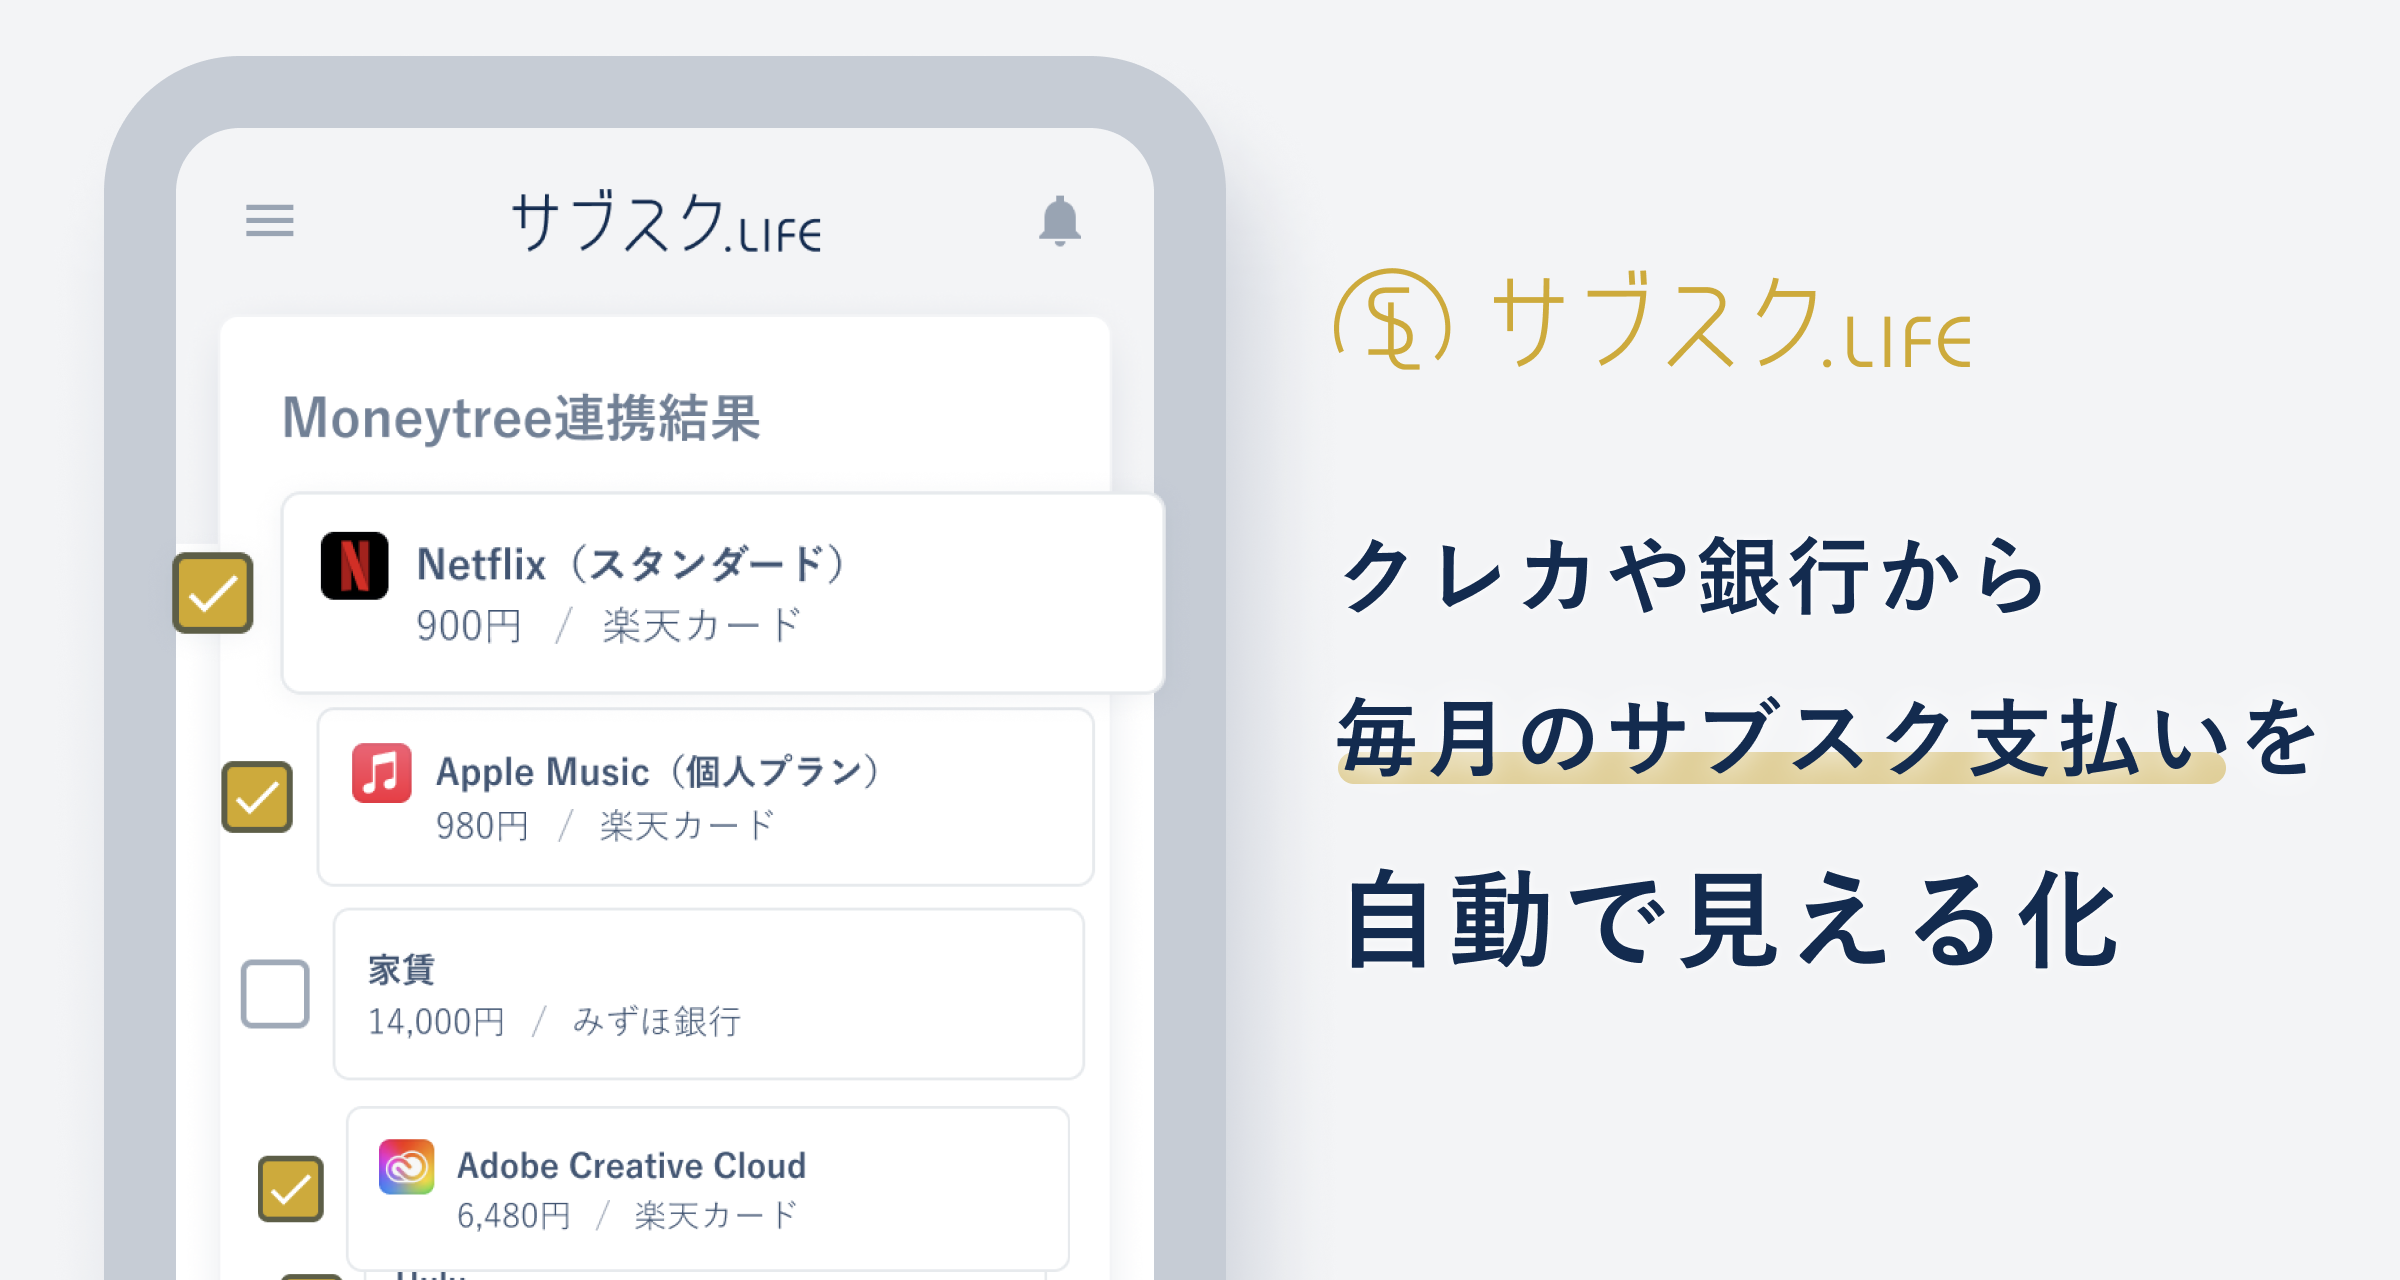 サブスク.LIFE
Moneytree連携結果
Netflix（スタンダード）
900円 / 楽天カード
Apple Music（個人プラン）
980円 / 楽天カード
家賃
14,000円 / みずほ銀行
Adobe Creative Cloud
6,480円 / 楽天カード
サブスク.LIFE
クレカや銀行から
毎月のサブスク支払いを
自動で見える化